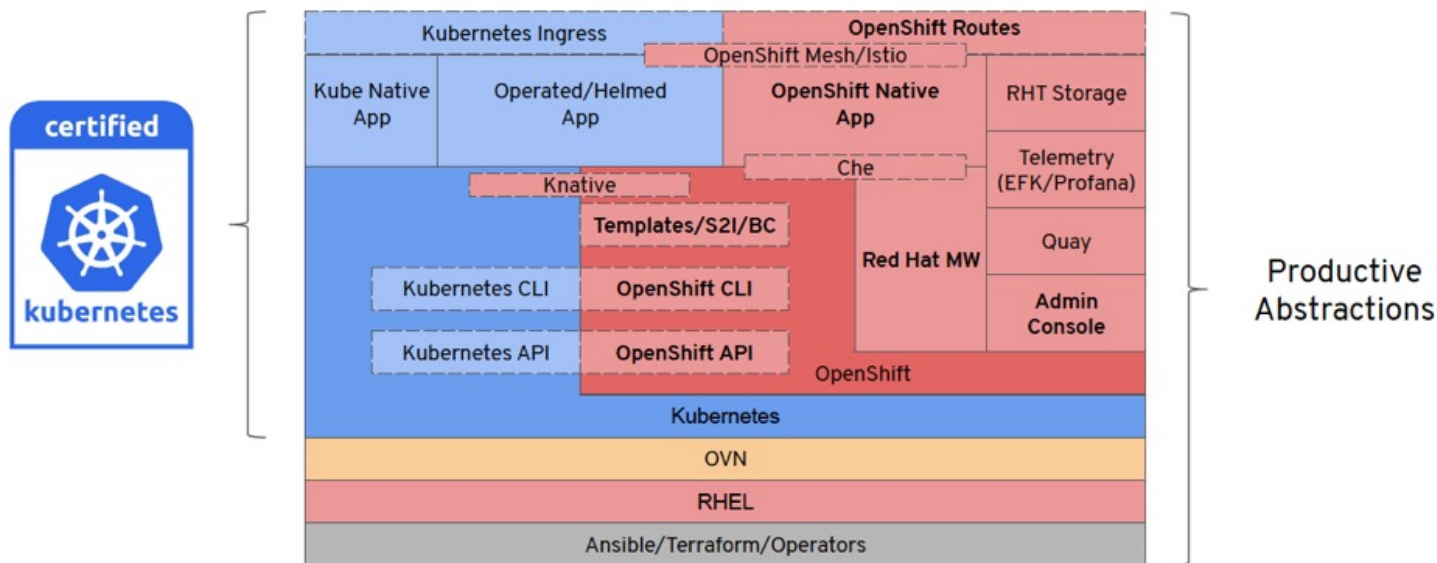 Kubernetes Ingress
OpenShift Routes
OpenShift Mesh/Istio
Kube Native
App
Operated/Helmed
App
OpenShift Native
App
RHT Storage
certified
kubernetes
Che
Telemetry
(EFK/Profana)
Knative
Templates/S2I/BC
Red Hat MW
Quay
Kubernetes CLI
OpenShift CLI
Admin
Console
Kubernetes API
OpenShift API
OpenShift
Kubernetes
OVN
RHEL
Ansible/Terraform/Operators
Productive
Abstractions